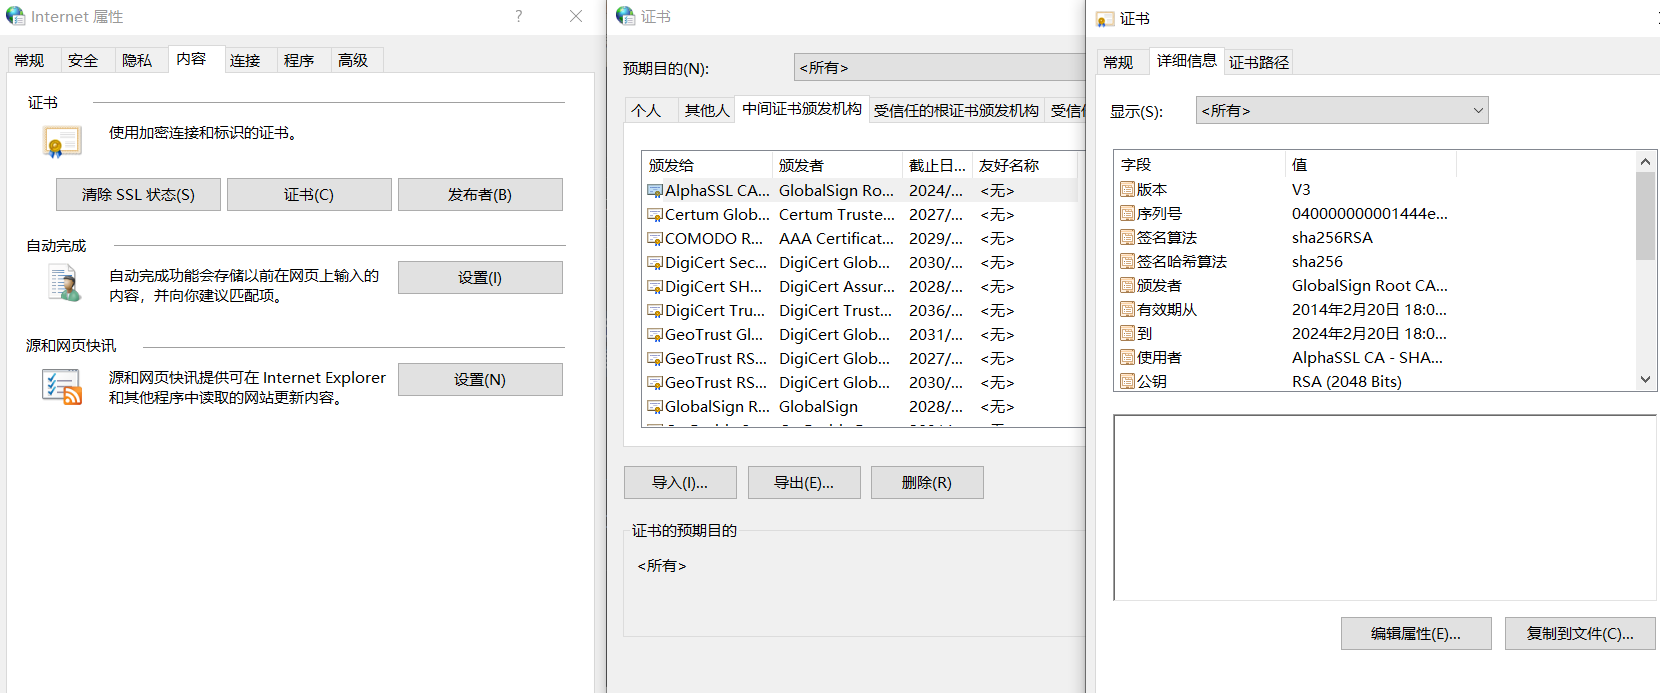 Internet 属性
常规 安全 隐私 内容 连接 程序 高级
证书
使用加密连接和标识的证书。
清除 SSL 状态(S) 证书(C) 发布者(B)
自动完成
自动完成功能会存储以前在网页上输入的
内容，并向你建议匹配项。
设置(I)
源和网页快讯
源和网页快讯提供可在 Internet Explorer
和其他程序中读取的网站更新内容。
设置(N)
证书
预期目的(N): <所有>
个人 其他人 中间证书颁发机构 受信任的根证书颁发机构 受信
颁发给 颁发者 截止日... 友好名称
AlphaSSL CA... GlobalSign Ro... 2024/... <无>
Certum Glob... Certum Truste... 2027/... <无>
COMODO R... AAA Certificat... 2029/... <无>
DigiCert Sec... DigiCert Glob... 2030/... <无>
DigiCert SH... DigiCert Assur... 2028/... <无>
DigiCert Tru... DigiCert Trust... 2036/... <无>
GeoTrust Gl... DigiCert Glob... 2031/... <无>
GeoTrust RS... DigiCert Glob... 2027/... <无>
GeoTrust RS... DigiCert Glob... 2030/... <无>
GlobalSign R... GlobalSign 2028/... <无>
导入(I)... 导出(E)... 删除(R)
证书的预期目的
<所有>
证书
常规 详细信息 证书路径
显示(S): <所有>
字段 值
版本 V3
序列号 040000000001444e...
签名算法 sha256RSA
签名哈希算法 sha256
颁发者 GlobalSign Root CA...
有效期从 2014年2月20日 18:0...
到 2024年2月20日 18:0...
使用者 AlphaSSL CA - SHA...
公钥 RSA (2048 Bits)
编辑属性(E)... 复制到文件(C)...